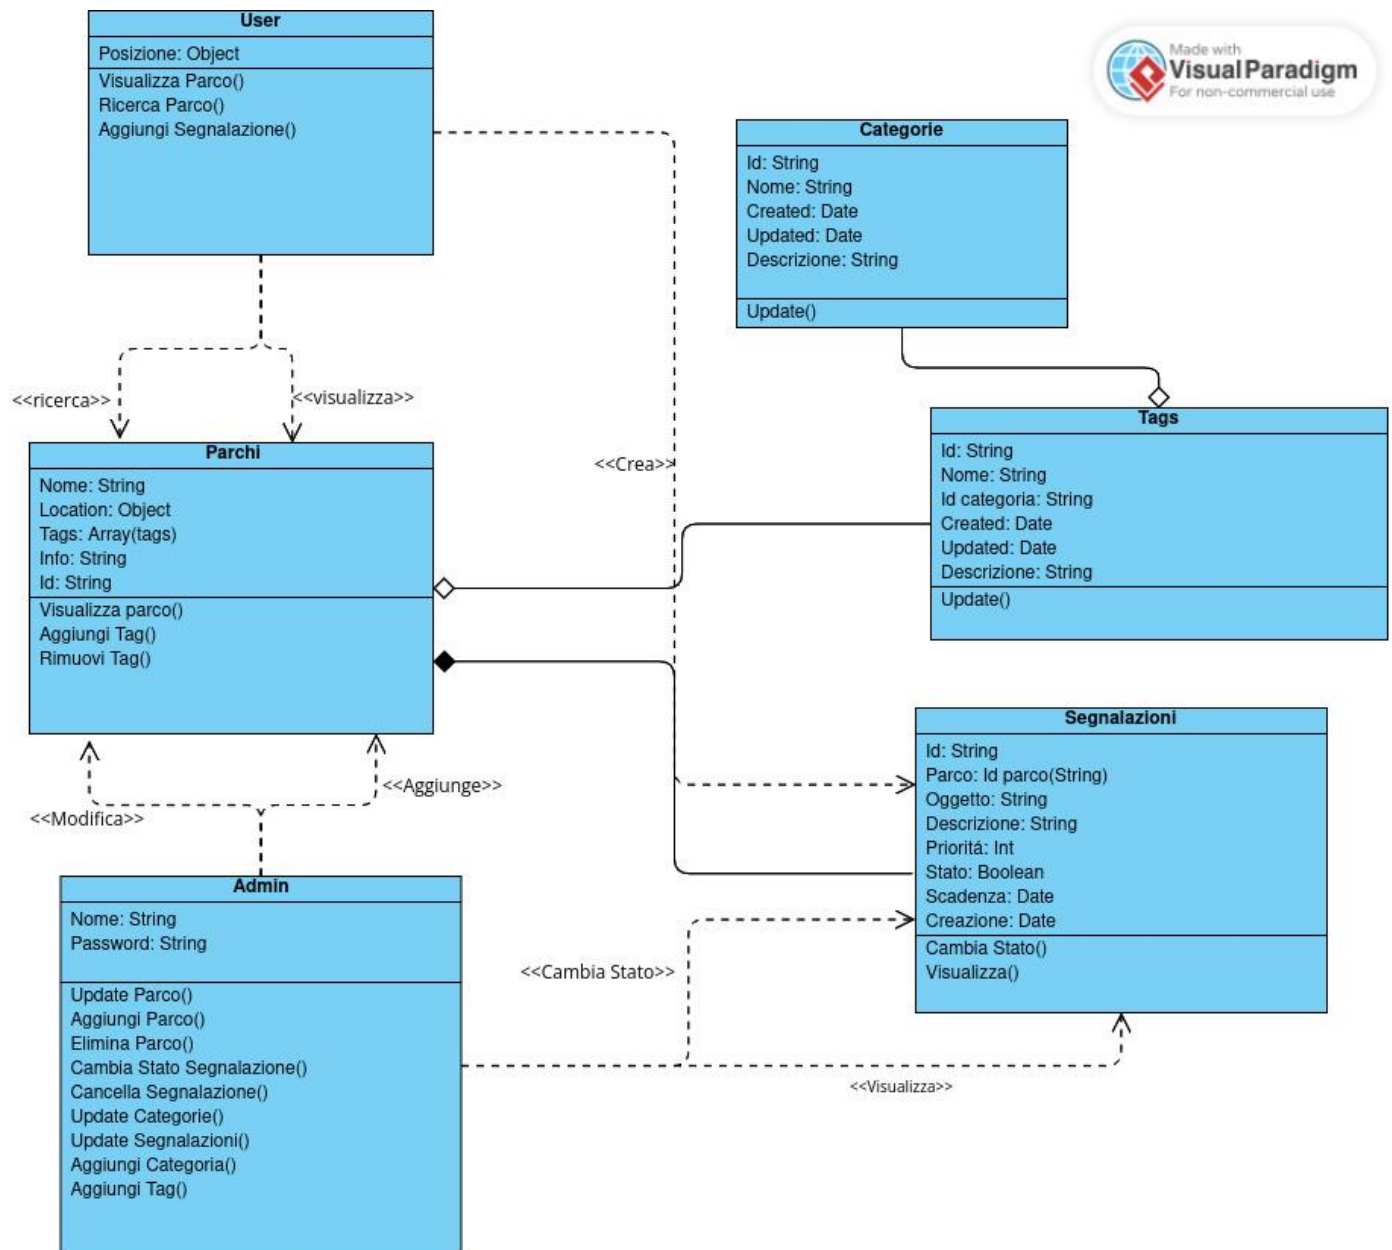 User
Posizione: Object
Visualizza Parco()
Ricerca Parco()
Aggiungi Segnalazione()
Made with
Visual Paradigm
For non-commercial use
Categorie
Id: String
Nome: String
Created: Date
Updated: Date
Descrizione: String
Update()
<<ricerca>>
<<visualizza>>
<<Crea>>
Tags
Id: String
Nome: String
Id categoria: String
Created: Date
Updated: Date
Descrizione: String
Update()
Parchi
Nome: String
Location: Object
Tags: Array(tags)
Info: String
Id: String
Visualizza parco()
Aggiungi Tag()
Rimuovi Tag()
<<Modifica>>
<<Aggiunge>>
Segnalazioni
Id: String
Parco: Id parco(String)
Oggetto: String
Descrizione: String
Prioritá: Int
Stato: Boolean
Scadenza: Date
Creazione: Date
Cambia Stato()
Visualizza()
Admin
Nome: String
Password: String
Update Parco()
Aggiungi Parco()
Elimina Parco()
Cambia Stato Segnalazione()
Cancella Segnalazione()
Update Categorie()
Update Segnalazioni()
Aggiungi Categoria()
Aggiungi Tag()
<<Cambia Stato>>
<<Visualizza>>